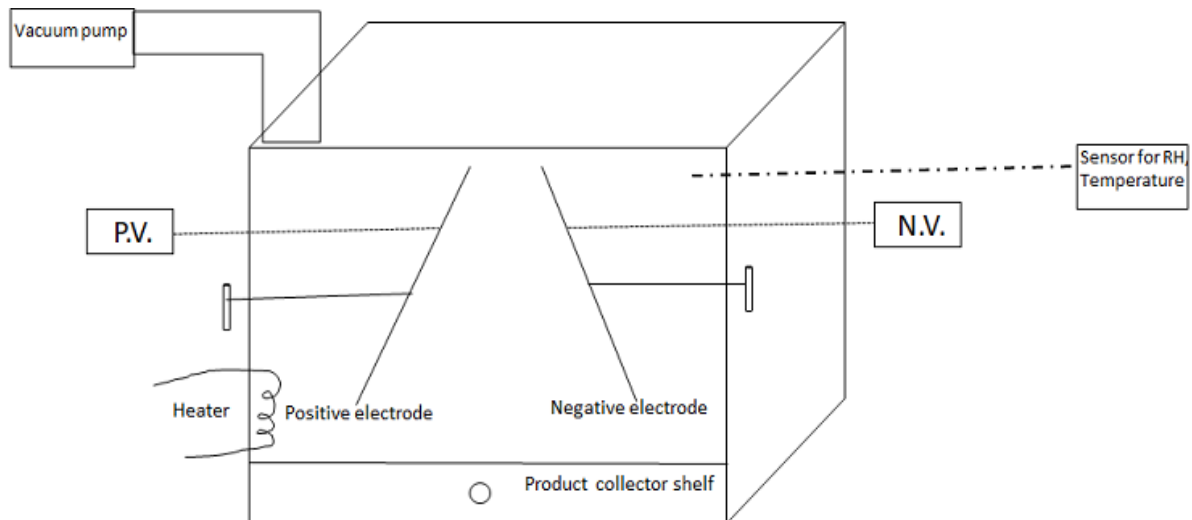 Vacuum pump
Sensor for RH,
Temperature
P.V.
N.V.
Heater
Positive electrode
Negative electrode
Product collector shelf